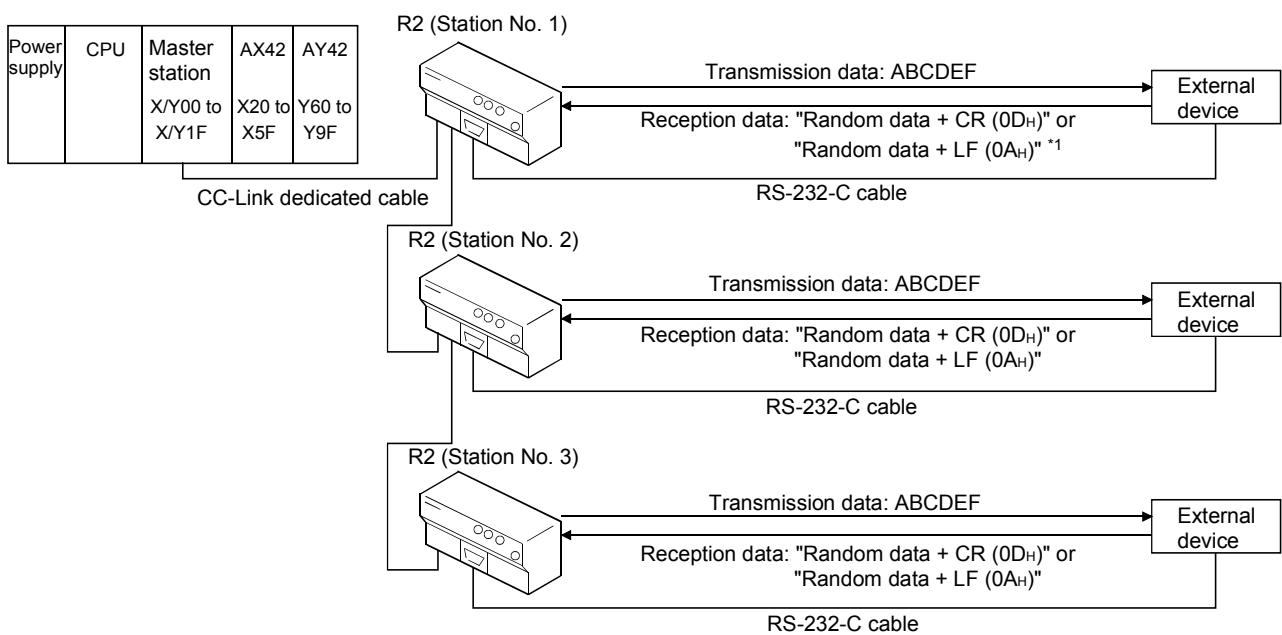 R2 (Station No. 1)
Power supply
CPU
Master station
X/Y00 to X/Y1F
AX42
X20 to X5F
AY42
Y60 to Y9F
Transmission data: ABCDEF
External device
Reception data: "Random data + CR (0DH)" or
"Random data + LF (0AH)" *1
CC-Link dedicated cable
RS-232-C cable
R2 (Station No. 2)
Transmission data: ABCDEF
External device
Reception data: "Random data + CR (0DH)" or
"Random data + LF (0AH)"
RS-232-C cable
R2 (Station No. 3)
Transmission data: ABCDEF
External device
Reception data: "Random data + CR (0DH)" or
"Random data + LF (0AH)"
RS-232-C cable